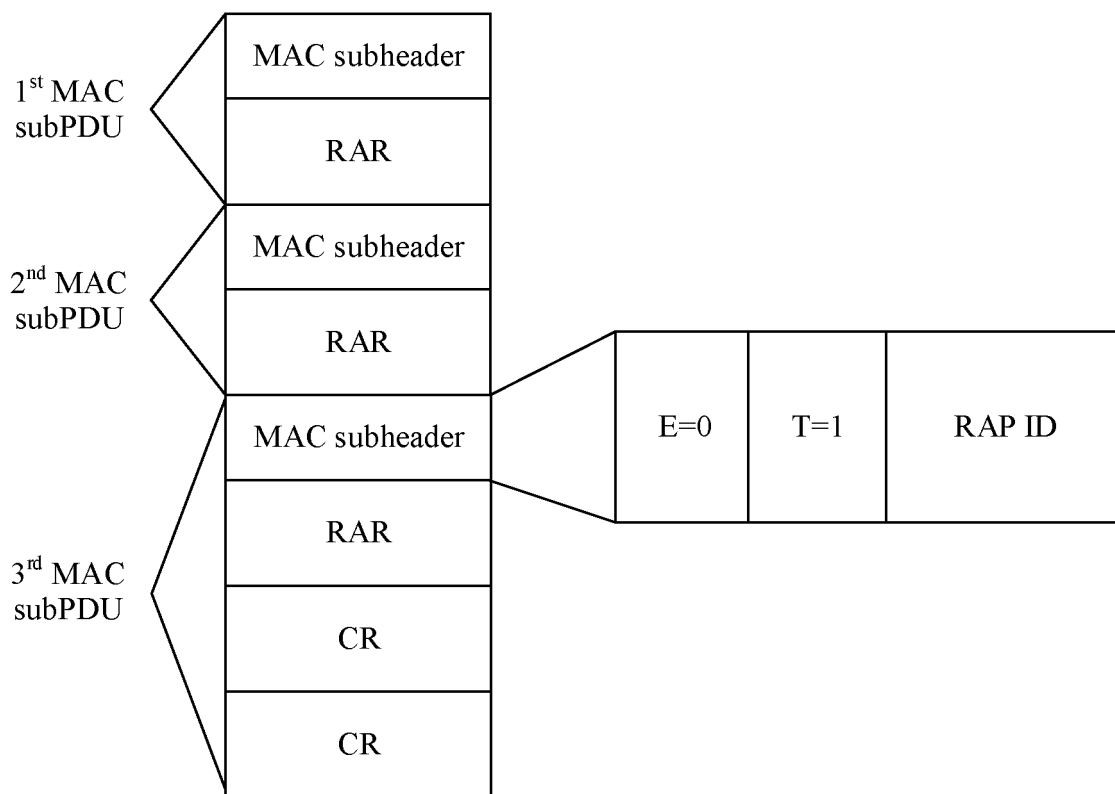 MAC subheader
1st MAC
subPDU
RAR
MAC subheader
2nd MAC
subPDU
RAR
MAC subheader
E=0
T=1
RAP ID
RAR
3rd MAC
subPDU
CR
CR